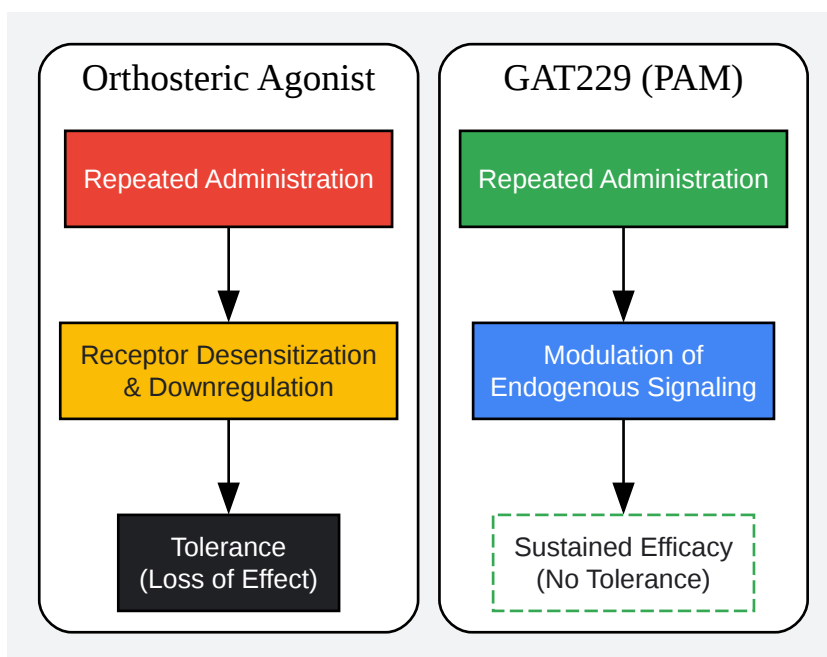 Orthosteric Agonist
Repeated Administration
Receptor Desensitization
& Downregulation
Tolerance
(Loss of Effect)
GAT229 (PAM)
Repeated Administration
Modulation of
Endogenous Signaling
Sustained Efficacy
(No Tolerance)